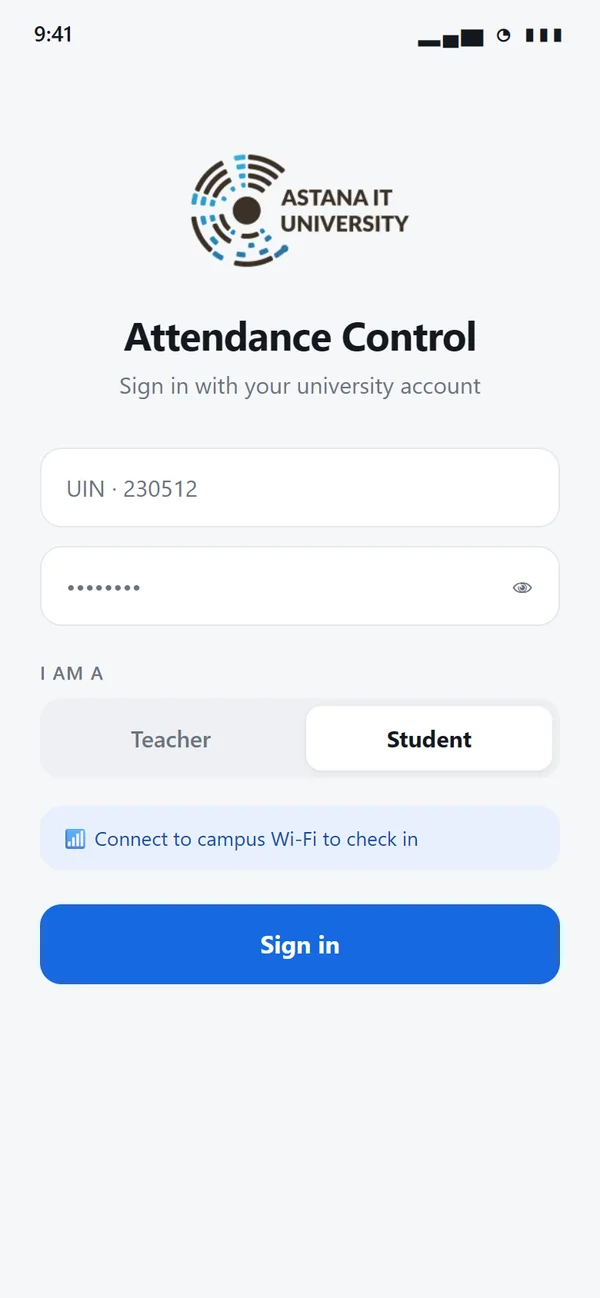 9:41
ASTANA IT
UNIVERSITY
Attendance Control
Sign in with your university account
UIN · 230512
••••••••
I AM A
Teacher
Student
Connect to campus Wi-Fi to check in
Sign in